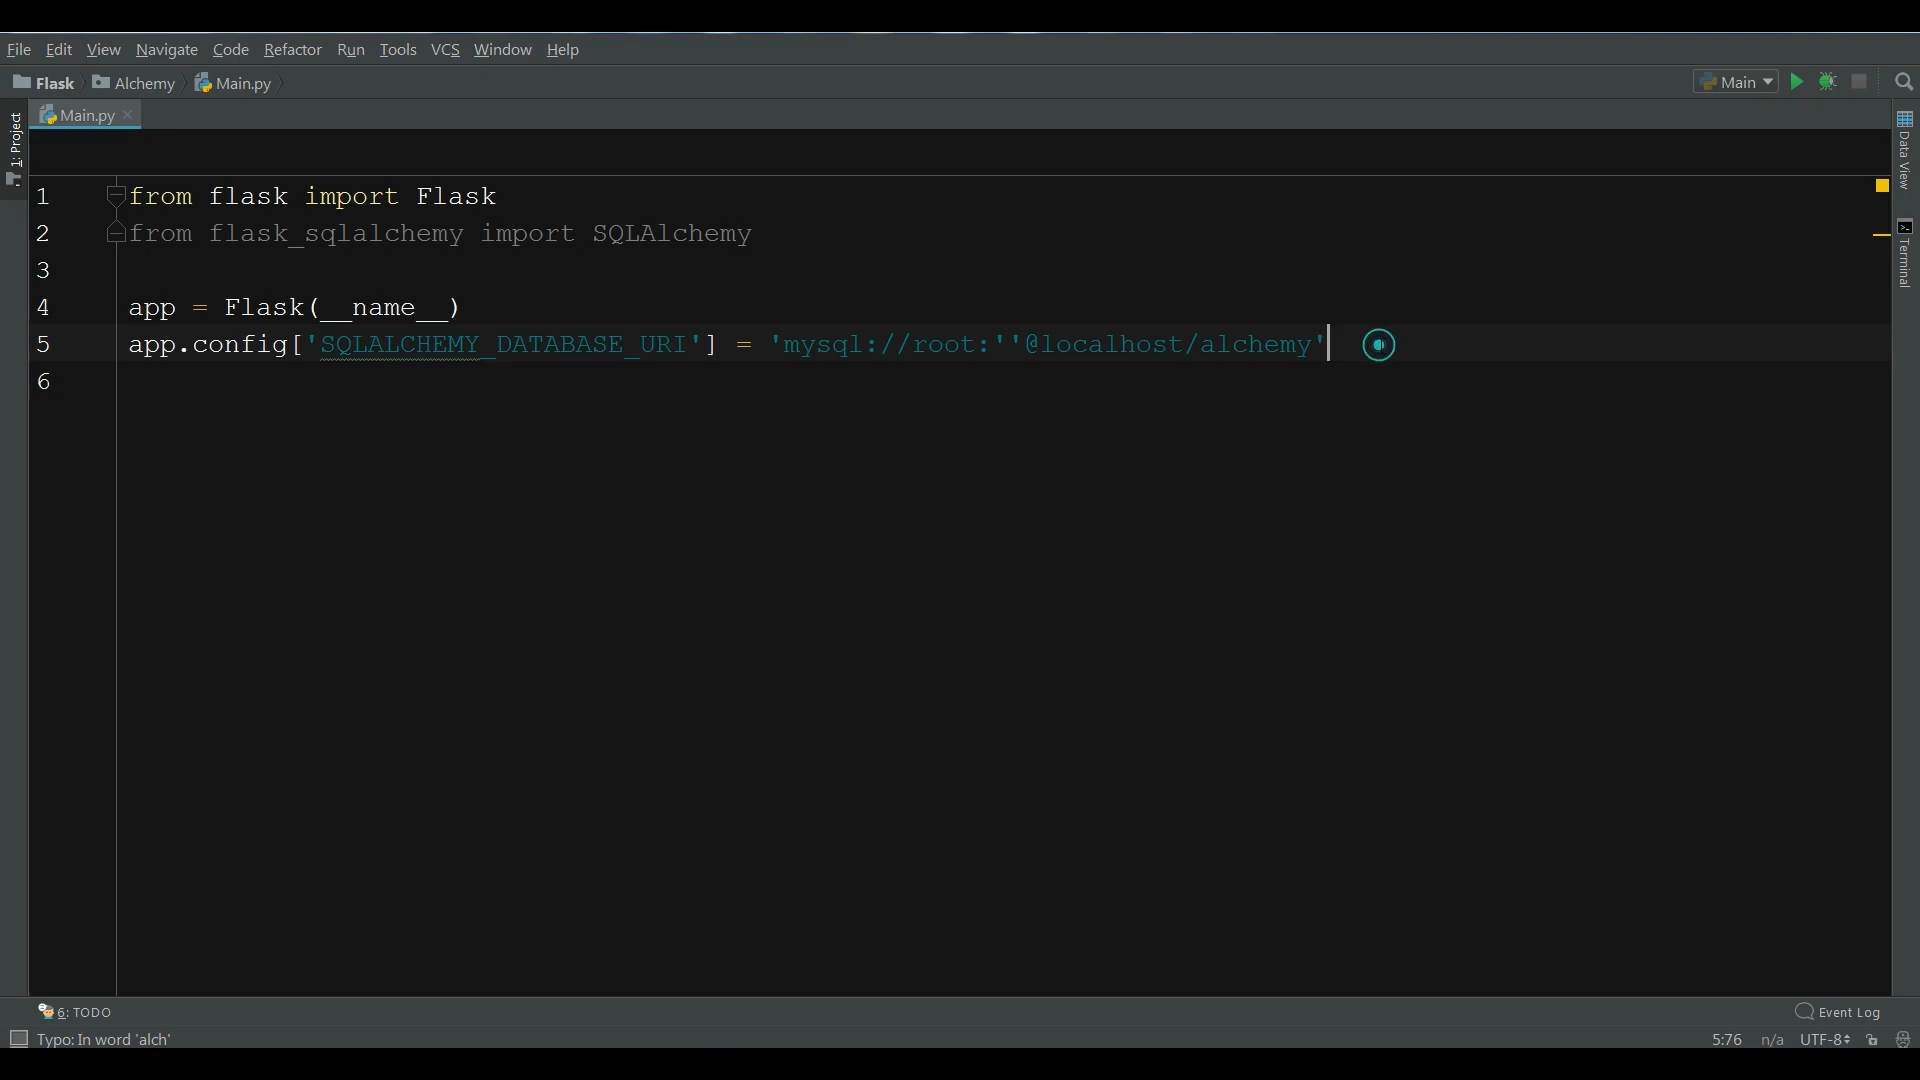 File Edit View Navigate Code Refactor Run Tools VCS Window Help
Flask Alchemy Main.py Main
Main.py
1: Project
Data View
Terminal
1 from flask import Flask
2 from flask_sqlalchemy import SQLAlchemy
3
4 app = Flask(__name__)
5 app.config['SQLALCHEMY_DATABASE_URI'] = 'mysql://root:''@localhost/alchemy'
6
6: TODO Event Log
Typo: In word 'alch' 5:76 n/a UTF-8